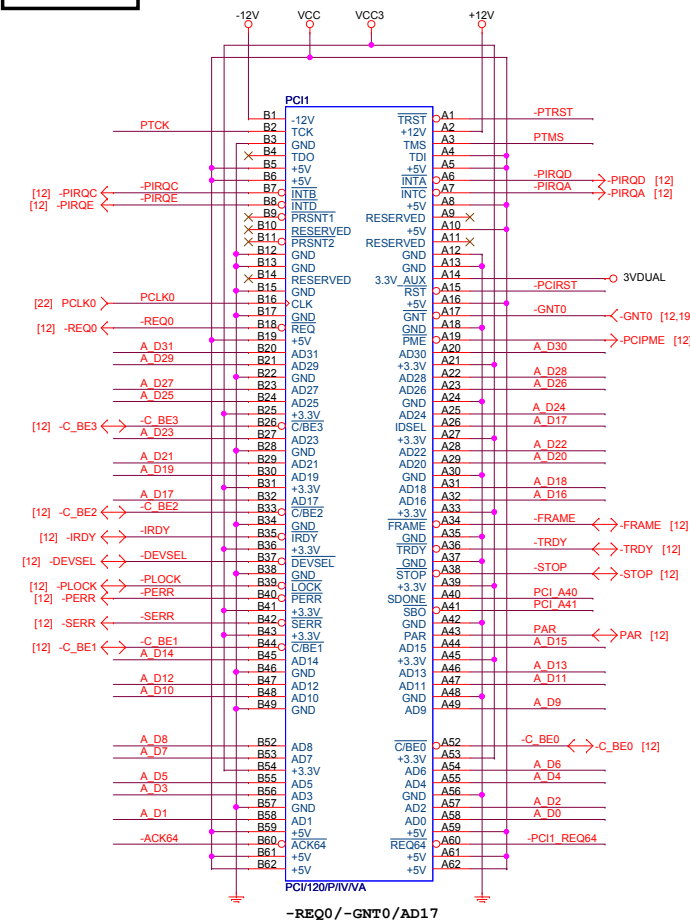 -12V VCC VCC3 +12V
PCI1
B1 -12V TRST A1 -PTRST
PTCK B2 TCK +12V A2
B3 GND TMS A3 PTMS
B4 TDO TDI A4
B5 +5V +5V A5
B6 +5V INTA A6 -PIRQD -PIRQD [12]
[12] -PIRQC -PIRQC B7 INTB INTC A7 -PIRQA -PIRQA [12]
[12] -PIRQE -PIRQE B8 INTD +5V A8
B9 PRSNT1 RESERVED A9
B10 RESERVED +5V A10
B11 PRSNT2 RESERVED A11
B12 GND GND A12
B13 GND GND A13
B14 RESERVED 3.3V_AUX A14 3VDUAL
B15 GND RST A15 -PCIRST
[22] PCLK0 PCLK0 B16 CLK +5V A16
B17 GND GNT A17 -GNT0 -GNT0 [12,19
[12] -REQ0 -REQ0 B18 REQ GND A18
B19 +5V PME A19 -PCIPME [12]
A_D31 B20 AD31 AD30 A20 A_D30
A_D29 B21 AD29 +3.3V A21
B22 GND AD28 A22 A_D28
A_D27 B23 AD27 AD26 A23 A_D26
A_D25 B24 AD25 GND A24
B25 +3.3V AD24 A25 A_D24
[12] -C_BE3 -C_BE3 B26 C/BE3 IDSEL A26 A_D17
A_D23 B27 AD23 +3.3V A27
B28 GND AD22 A28 A_D22
A_D21 B29 AD21 AD20 A29 A_D20
A_D19 B30 AD19 GND A30
B31 +3.3V AD18 A31 A_D18
A_D17 B32 AD17 AD16 A32 A_D16
[12] -C_BE2 -C_BE2 B33 C/BE2 +3.3V A33
B34 GND FRAME A34 -FRAME -FRAME [12]
[12] -IRDY -IRDY B35 IRDY GND A35
B36 +3.3V TRDY A36 -TRDY -TRDY [12]
[12] -DEVSEL -DEVSEL B37 DEVSEL GND A37
B38 GND STOP A38 -STOP -STOP [12]
[12] -PLOCK -PLOCK B39 LOCK +3.3V A39
[12] -PERR -PERR B40 PERR SDONE A40 PCI_A40
B41 +3.3V SBO A41 PCI_A41
[12] -SERR -SERR B42 SERR GND A42
B43 +3.3V PAR A43 PAR PAR [12]
[12] -C_BE1 -C_BE1 B44 C/BE1 AD15 A44 A_D15
A_D14 B45 AD14 +3.3V A45
B46 GND AD13 A46 A_D13
A_D12 B47 AD12 AD11 A47 A_D11
A_D10 B48 AD10 GND A48
B49 GND AD9 A49 A_D9
A_D8 B52 AD8 C/BE0 A52 -C_BE0 -C_BE0 [12]
A_D7 B53 AD7 +3.3V A53
B54 +3.3V AD6 A54 A_D6
A_D5 B55 AD5 AD4 A55 A_D4
A_D3 B56 AD3 GND A56
B57 GND AD2 A57 A_D2
A_D1 B58 AD1 AD0 A58 A_D0
B59 +5V +5V A59
-ACK64 B60 ACK64 REQ64 A60 -PCI1_REQ64
B61 +5V +5V A61
B62 +5V +5V A62
PCI/120/P/IV/VA
-REQ0/-GNT0/AD17